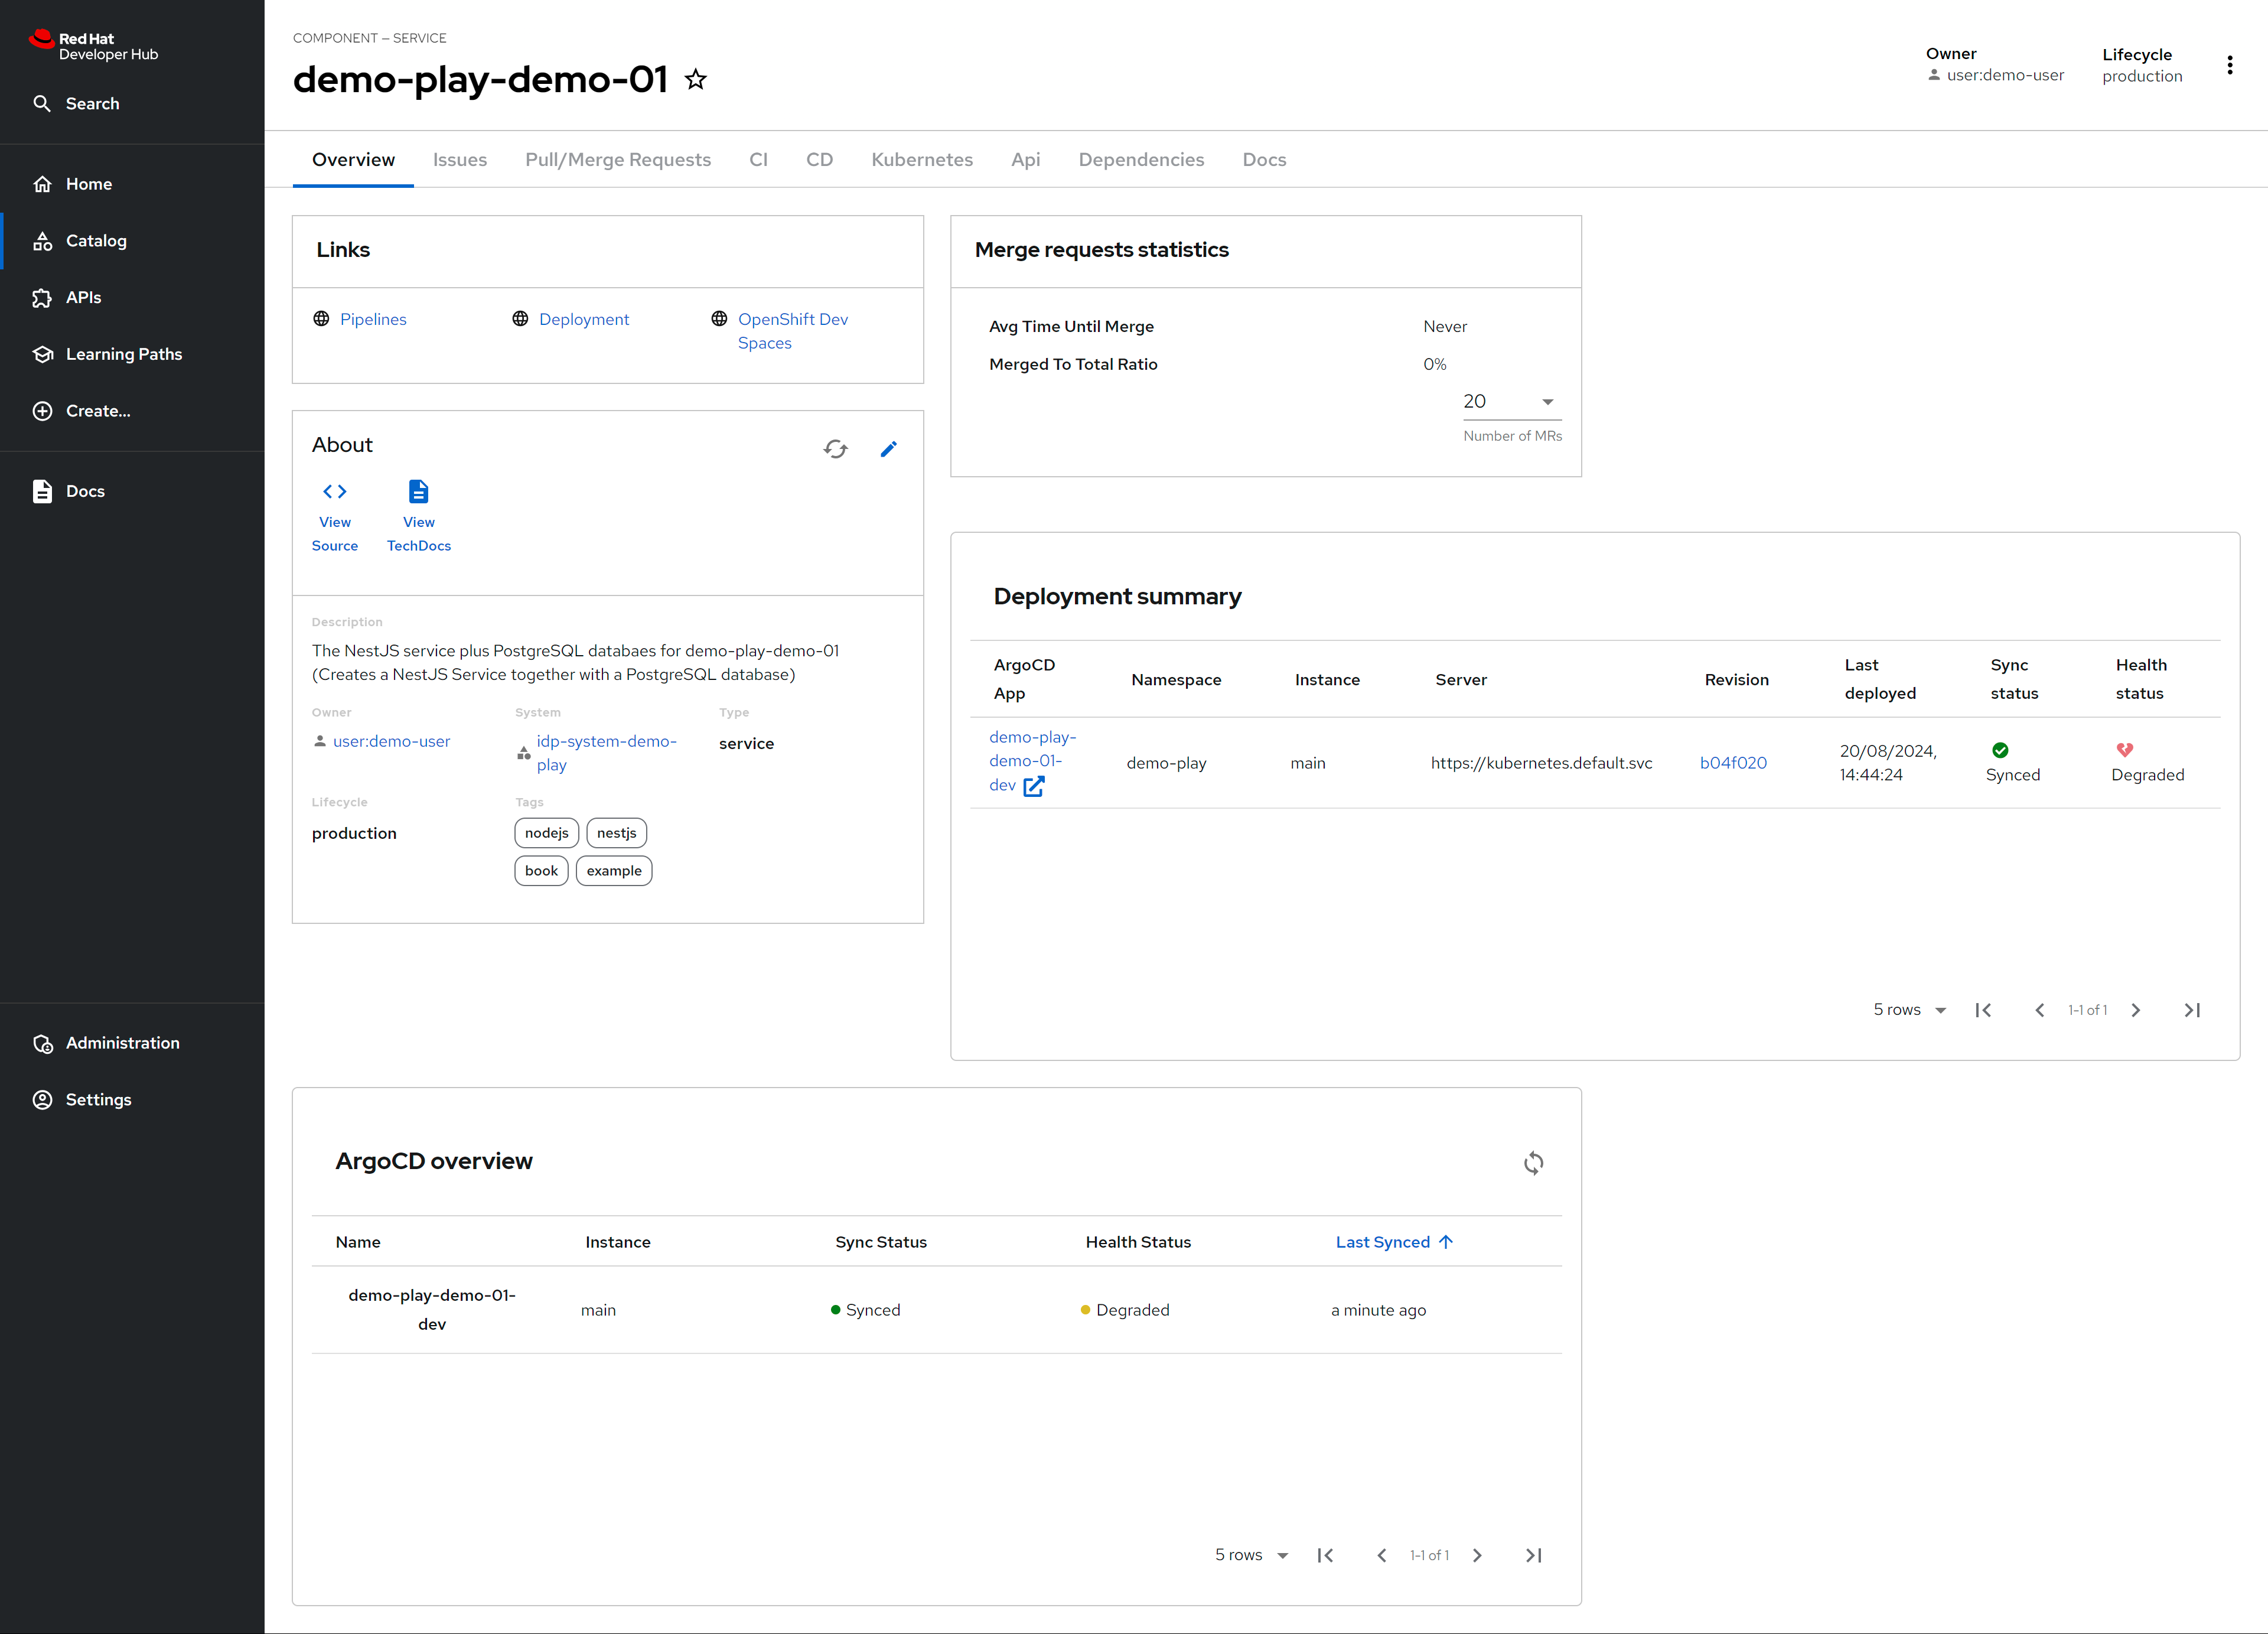 Red Hat
Developer Hub
Search
Home
Catalog
APIs
Learning Paths
Create...
Docs
Administration
Settings
COMPONENT — SERVICE
demo-play-demo-01
Owner
user:demo-user
Lifecycle
production
Overview Issues Pull/Merge Requests CI CD Kubernetes Api Dependencies Docs
Links
Pipelines
Deployment
OpenShift Dev
Spaces
About
View
Source
View
TechDocs
Description
The NestJS service plus PostgreSQL databaes for demo-play-demo-01
(Creates a NestJS Service together with a PostgreSQL database)
Owner
user:demo-user
System
idp-system-demo-
play
Type
service
Lifecycle
production
Tags
nodejs nestjs
book example
Merge requests statistics
Avg Time Until Merge Never
Merged To Total Ratio 0%
20
Number of MRs
Deployment summary
ArgoCD
App
Namespace
Instance
Server
Revision
Last
deployed
Sync
status
Health
status
demo-play-
demo-01-
dev
demo-play
main
https://kubernetes.default.svc
b04f020
20/08/2024,
14:44:24
Synced
Degraded
5 rows 1-1 of 1
ArgoCD overview
Name Instance Sync Status Health Status Last Synced
demo-play-demo-01-
dev
main
Synced
Degraded
a minute ago
5 rows 1-1 of 1